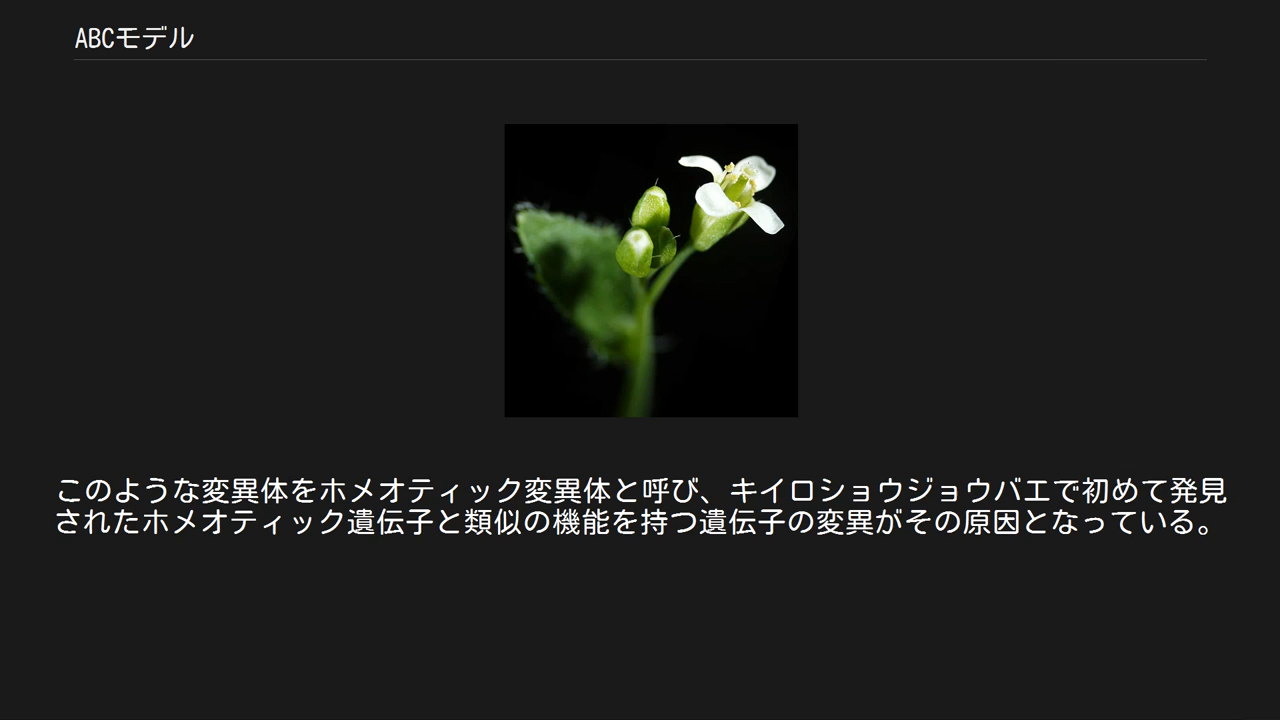 ABCモデル
このような変異体をホメオティック変異体と呼び、キイロショウジョウバエで初めて発見
されたホメオティック遺伝子と類似の機能を持つ遺伝子の変異がその原因となっている。